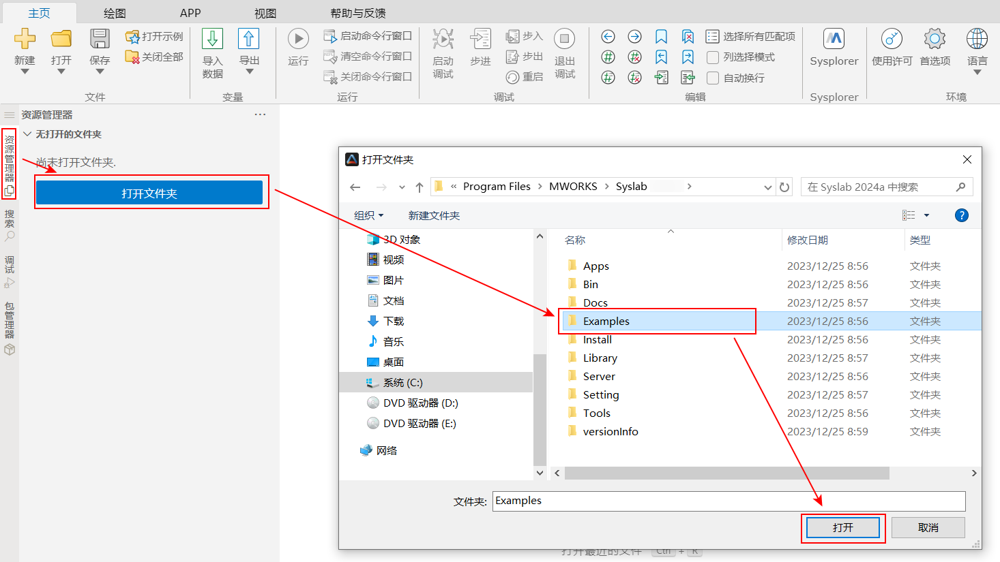 主页 绘图 APP 视图 帮助与反馈
新建 打开 保存 打开示例 关闭全部
文件
导入数据 导出
变量
运行 启动命令行窗口
清空命令行窗口
关闭命令行窗口
运行
启动调试 步进 步入 步出 重启 退出调试
调试
选择所有匹配项
列选择模式
自动换行
编辑
Sysplorer
Sysplorer
使用许可 首选项 语言
环境
资源管理器 ···
无打开的文件夹
尚未打开文件夹.
打开文件夹
资源管理器
搜索
调试
包管理器
打开文件夹
« Program Files › MWORKS › Syslab ›
在 Syslab 2024a 中搜索
组织 新建文件夹
?
3D 对象
视频
图片
文档
下载
音乐
桌面
系统 (C:)
DVD 驱动器 (D:)
DVD 驱动器 (E:)
网络
名称 修改日期 类型
Apps 2023/12/25 8:56 文件夹
Bin 2023/12/25 8:56 文件夹
Docs 2023/12/25 8:57 文件夹
Examples 2023/12/25 8:56 文件夹
Install 2023/12/25 8:56 文件夹
Library 2023/12/25 8:57 文件夹
Server 2023/12/25 8:56 文件夹
Setting 2023/12/25 8:57 文件夹
Tools 2023/12/25 8:56 文件夹
versionInfo 2023/12/25 8:59 文件夹
文件夹: Examples
打开 取消
打开最近的文件 Ctrl + R